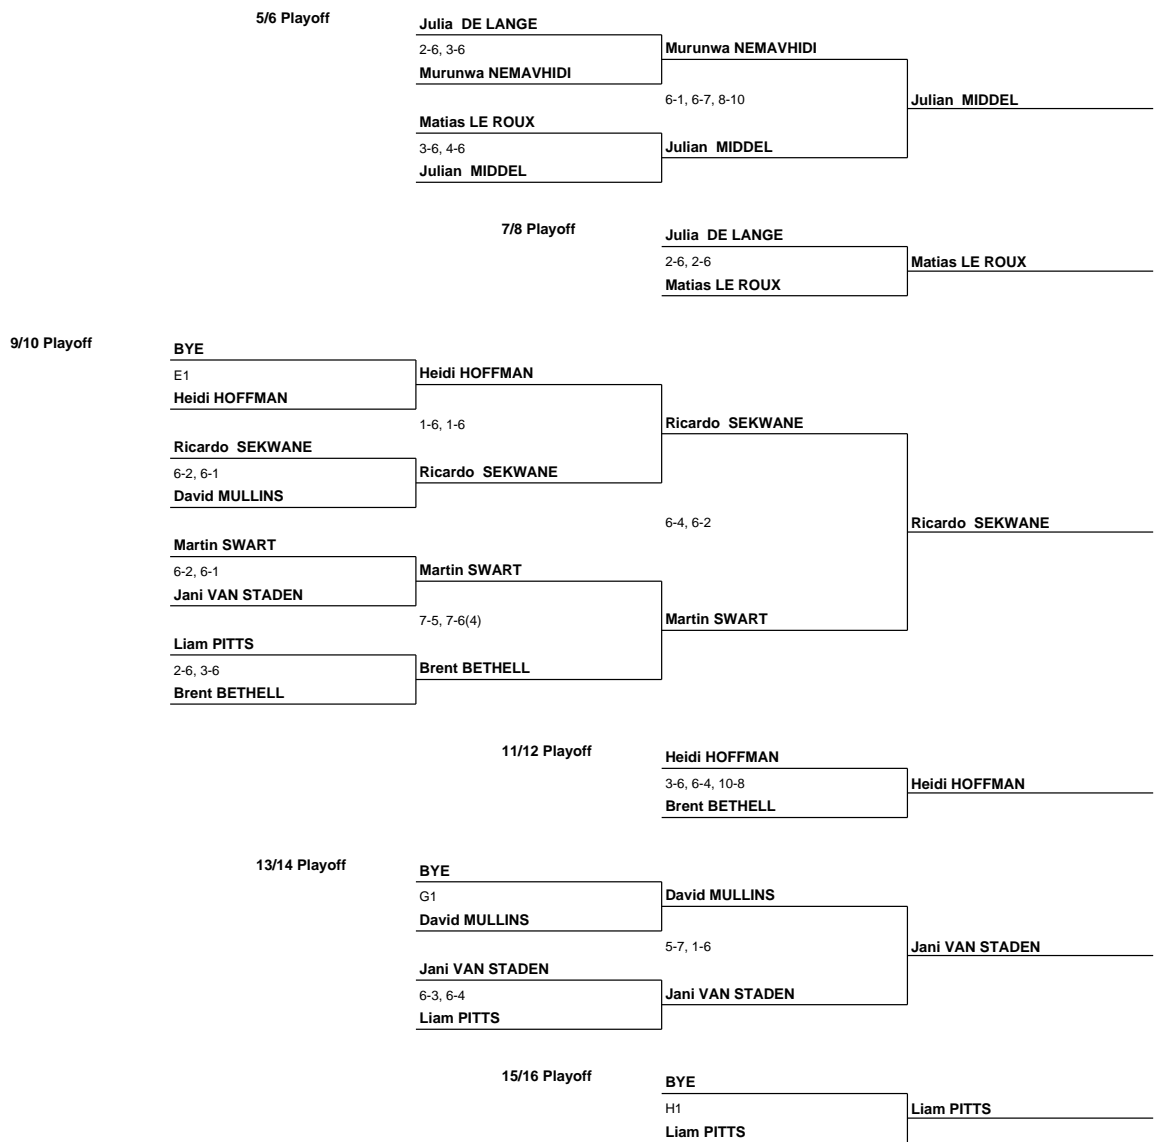 5/6 Playoff
Julia DE LANGE
2-6, 3-6
Murunwa NEMAVHIDI
Murunwa NEMAVHIDI
6-1, 6-7, 8-10
Julian MIDDEL
Matias LE ROUX
3-6, 4-6
Julian MIDDEL
Julian MIDDEL
7/8 Playoff
Julia DE LANGE
2-6, 2-6
Matias LE ROUX
Matias LE ROUX
9/10 Playoff
BYE
E1
Heidi HOFFMAN
Heidi HOFFMAN
1-6, 1-6
Ricardo SEKWANE
Ricardo SEKWANE
6-2, 6-1
Ricardo SEKWANE
David MULLINS
6-4, 6-2
Ricardo SEKWANE
Martin SWART
6-2, 6-1
Martin SWART
Jani VAN STADEN
7-5, 7-6(4)
Martin SWART
Liam PITTS
2-6, 3-6
Brent BETHELL
Brent BETHELL
11/12 Playoff
Heidi HOFFMAN
3-6, 6-4, 10-8
Heidi HOFFMAN
Brent BETHELL
13/14 Playoff
BYE
G1
David MULLINS
David MULLINS
5-7, 1-6
Jani VAN STADEN
Jani VAN STADEN
6-3, 6-4
Jani VAN STADEN
Liam PITTS
15/16 Playoff
BYE
H1
Liam PITTS
Liam PITTS